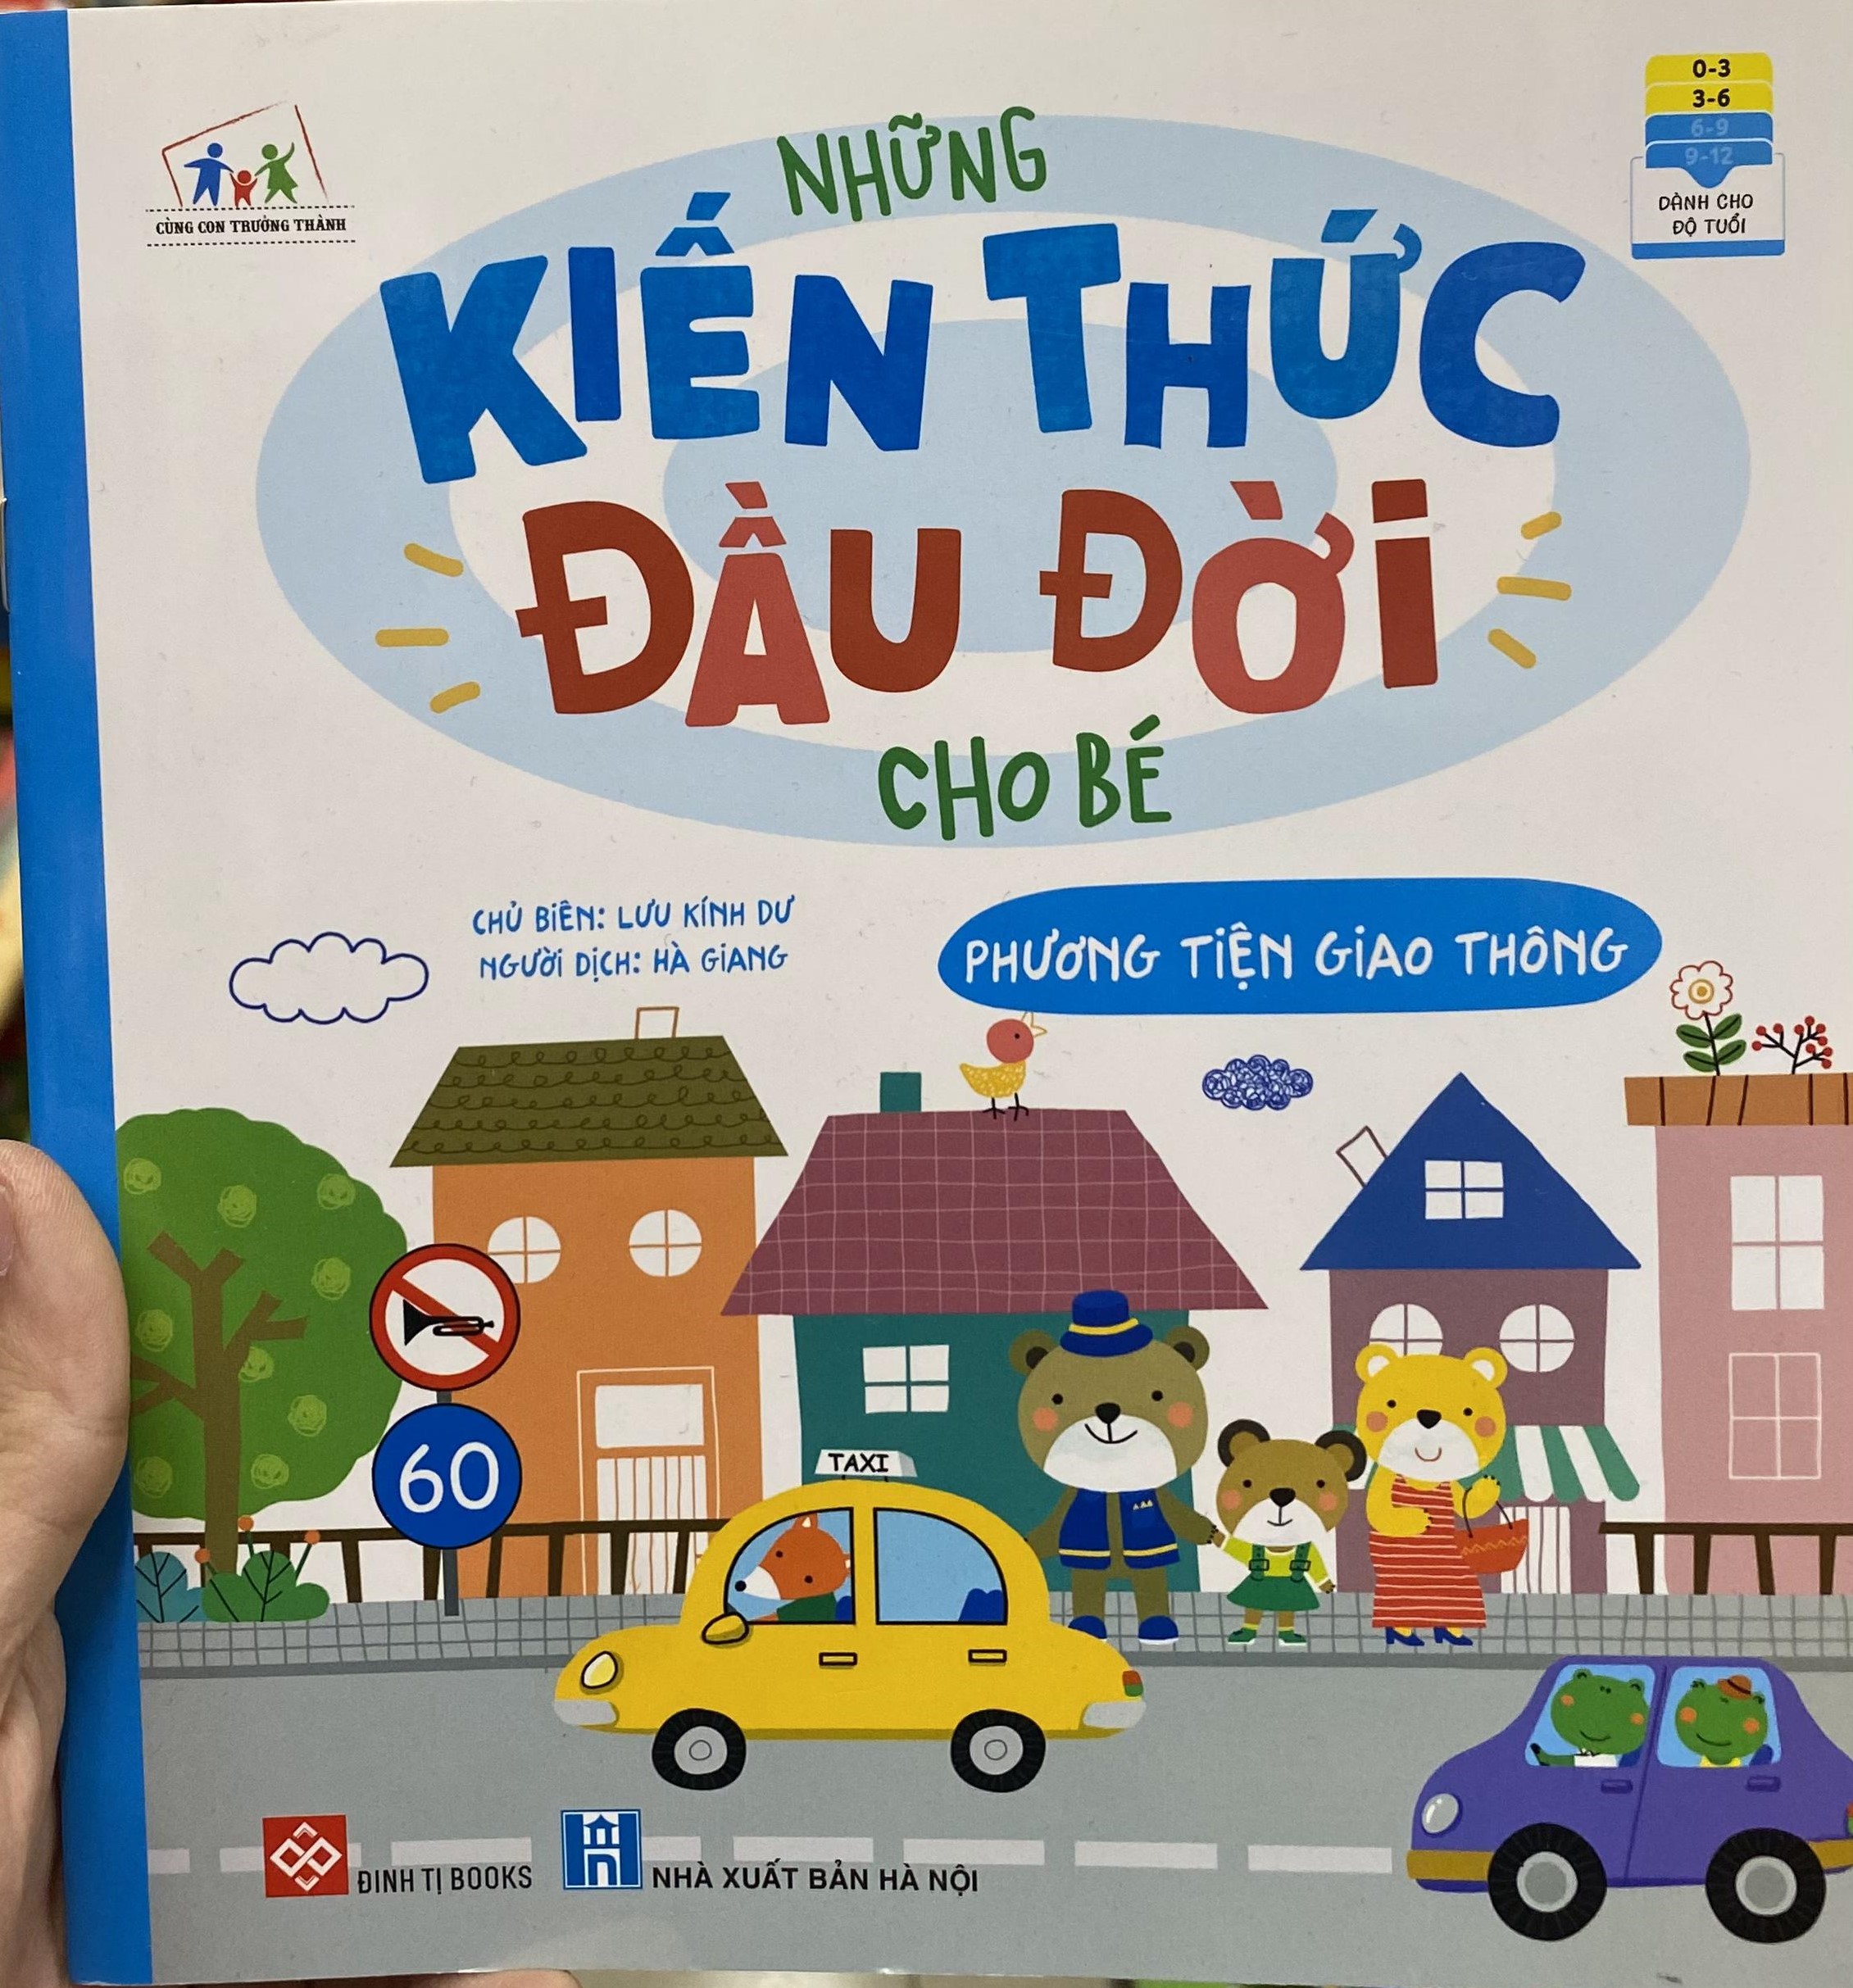 CÙNG CON TRƯỞNG THÀNH
0-3
3-6
6-9
9-12
DÀNH CHO
ĐỘ TUỔI
NHỮNG
KIẾN THỨC
ĐẦU ĐỜI
CHO BÉ
CHỦ BIÊN: LƯU KÍNH DƯ
NGƯỜI DỊCH: HÀ GIANG
PHƯƠNG TIỆN GIAO THÔNG
60
TAXI
ĐINH TỊ BOOKS
NHÀ XUẤT BẢN HÀ NỘI